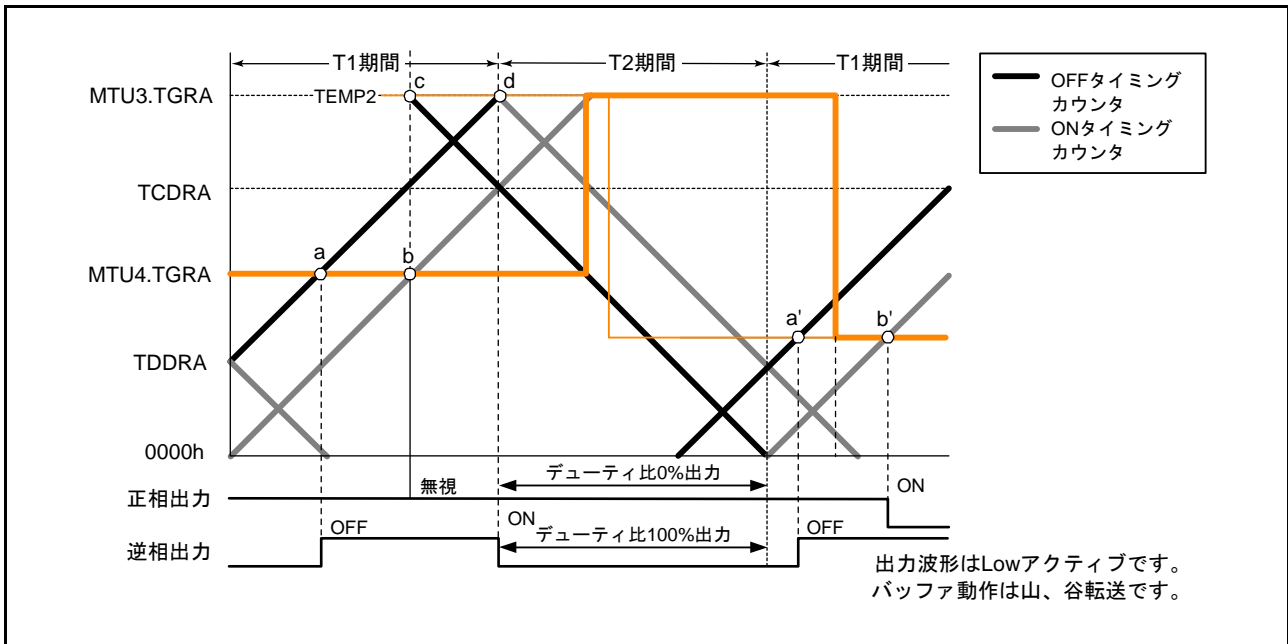 T1期間
T2期間
T1期間
MTU3.TGRA
TEMP2
c
d
OFFタイミング
カウンタ
ONタイミング
カウンタ
TCDRA
a
b
MTU4.TGRA
a'
b'
TDDRA
0000h
デューティ比0%出力
無視
ON
正相出力
OFF
ON
デューティ比100%出力
OFF
逆相出力
出力波形はLowアクティブです。
バッファ動作は山、谷転送です。